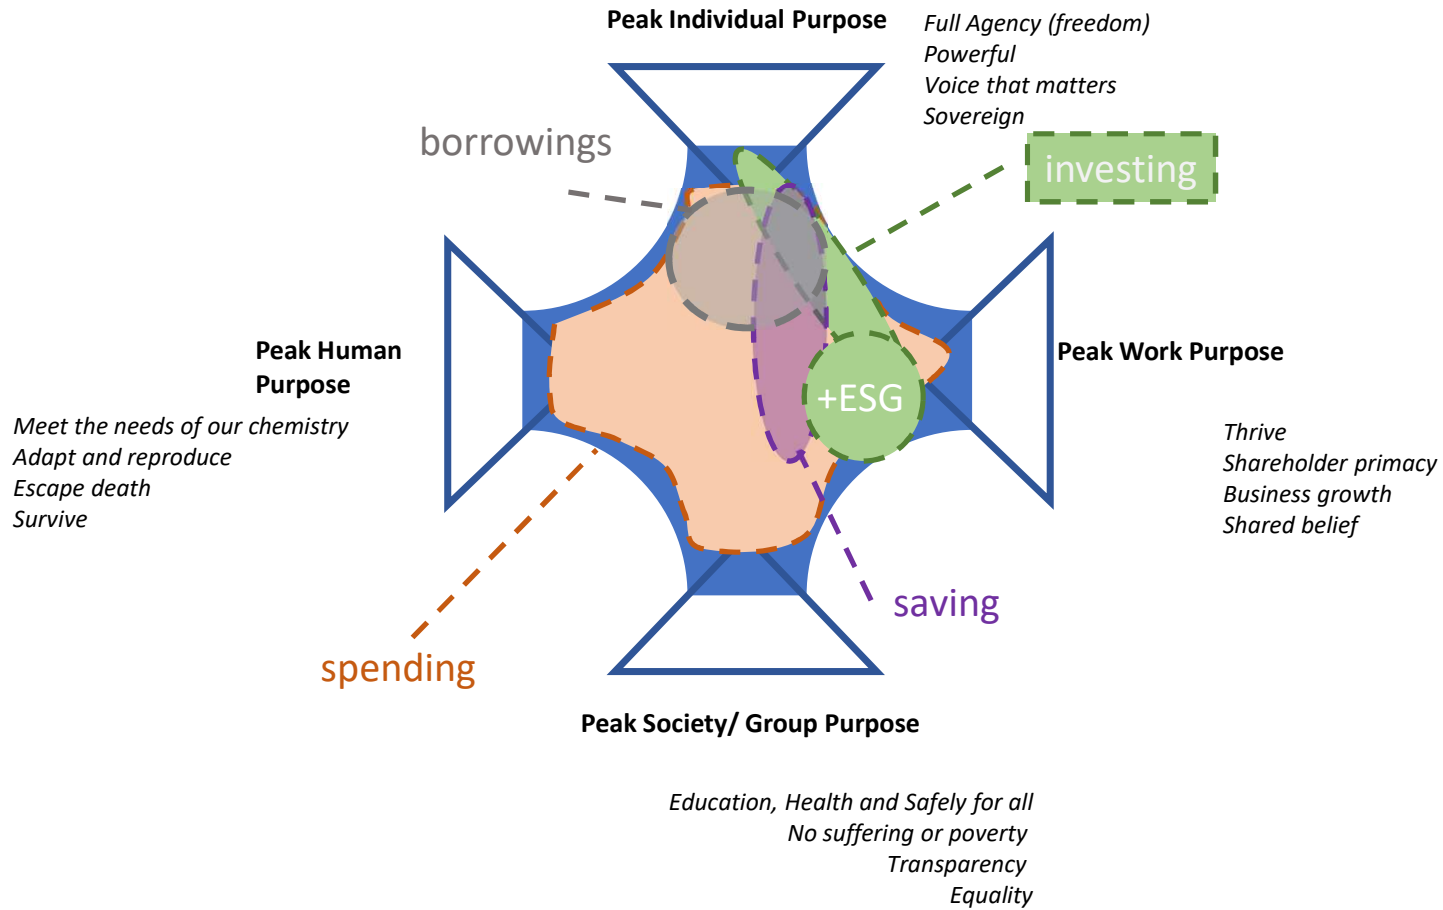 Peak Individual Purpose
Full Agency (freedom)
Powerful
Voice that matters
Sovereign
borrowings
investing
Peak Human
Purpose
Meet the needs of our chemistry
Adapt and reproduce
Escape death
Survive
+ESG
Peak Work Purpose
Thrive
Shareholder primacy
Business growth
Shared belief
saving
spending
Peak Society/ Group Purpose
Education, Health and Safely for all
No suffering or poverty
Transparency
Equality